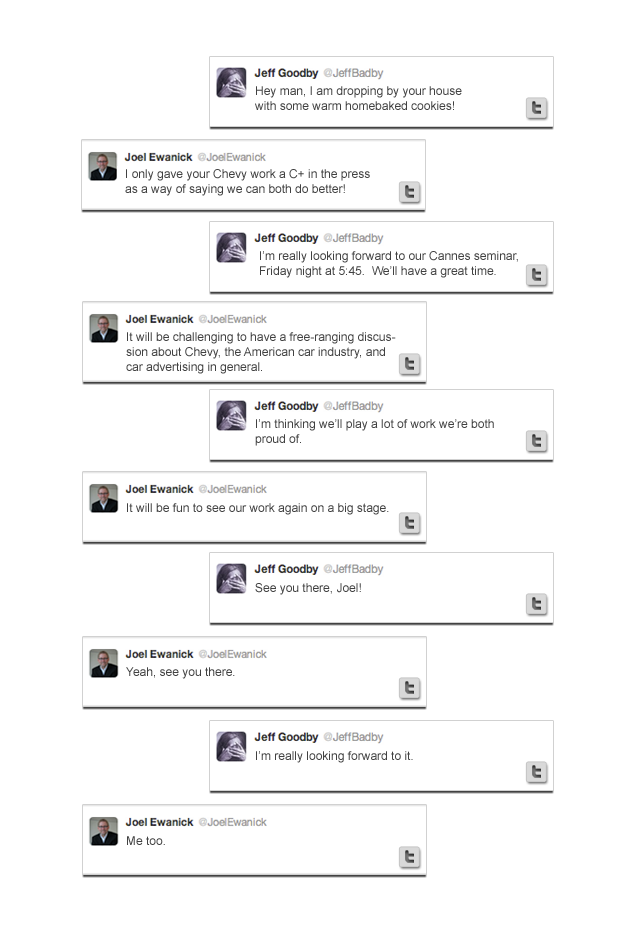 Jeff Goodby @JeffBadby
Hey man, I am dropping by your house
with some warm homebaked cookies!
Joel Ewanick @JoelEwanick
I only gave your Chevy work a C+ in the press
as a way of saying we can both do better!
Jeff Goodby @JeffBadby
I'm really looking forward to our Cannes seminar,
Friday night at 5:45.  We'll have a great time.
Joel Ewanick @JoelEwanick
It will be challenging to have a free-ranging discus-
sion about Chevy, the American car industry, and
car advertising in general.
Jeff Goodby @JeffBadby
I'm thinking we'll play a lot of work we're both
proud of.
Joel Ewanick @JoelEwanick
It will be fun to see our work again on a big stage.
Jeff Goodby @JeffBadby
See you there, Joel!
Joel Ewanick @JoelEwanick
Yeah, see you there.
Jeff Goodby @JeffBadby
I'm really looking forward to it.
Joel Ewanick @JoelEwanick
Me too.